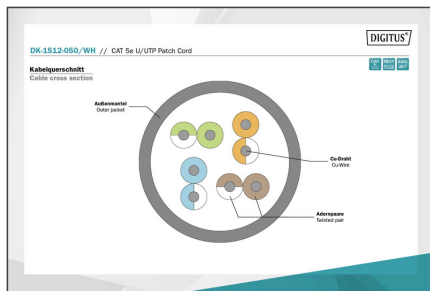 DIGITUS®
DK-1512-050/WH // CAT 5e U/UTP Patch Cord
Kabelquerschnitt
Cable cross section
Außenmantel
Outer jacket
Cu-Draht
Cu-Wire
Adernpaare
Twisted pair